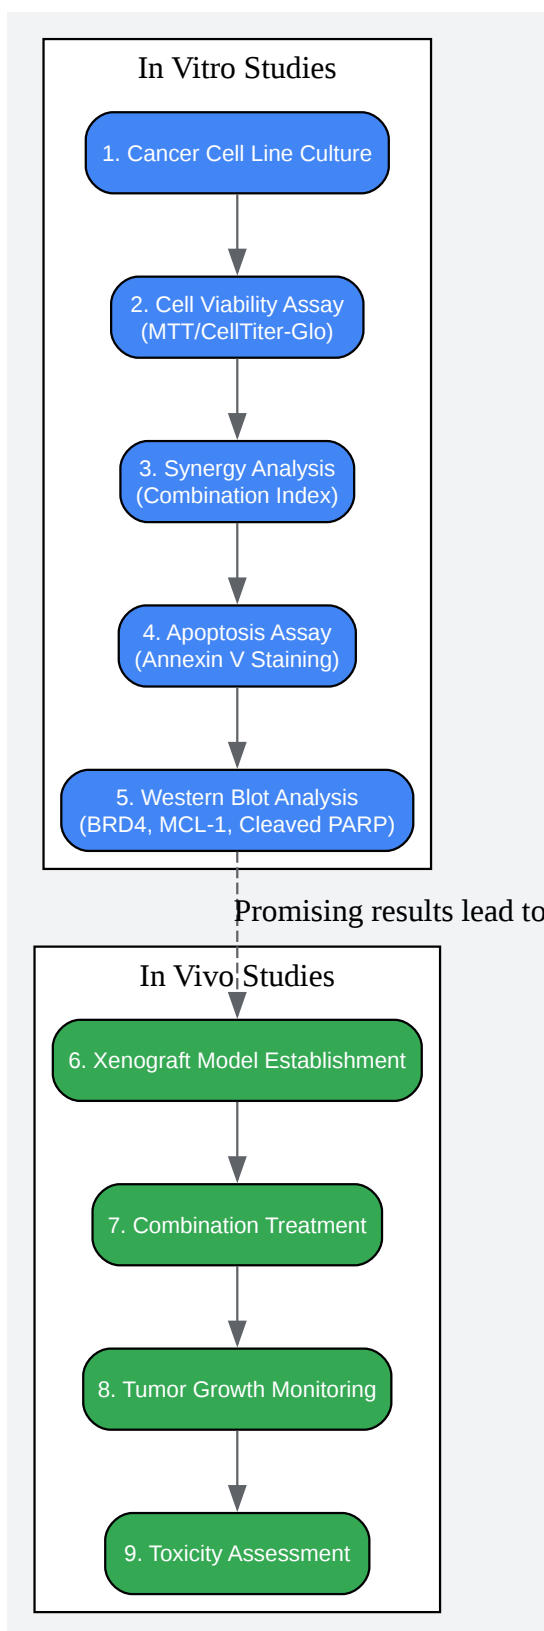 In Vitro Studies
1. Cancer Cell Line Culture
2. Cell Viability Assay
(MTT/CellTiter-Glo)
3. Synergy Analysis
(Combination Index)
4. Apoptosis Assay
(Annexin V Staining)
5. Western Blot Analysis
(BRD4, MCL-1, Cleaved PARP)
Promising results lead to
In Vivo Studies
6. Xenograft Model Establishment
7. Combination Treatment
8. Tumor Growth Monitoring
9. Toxicity Assessment